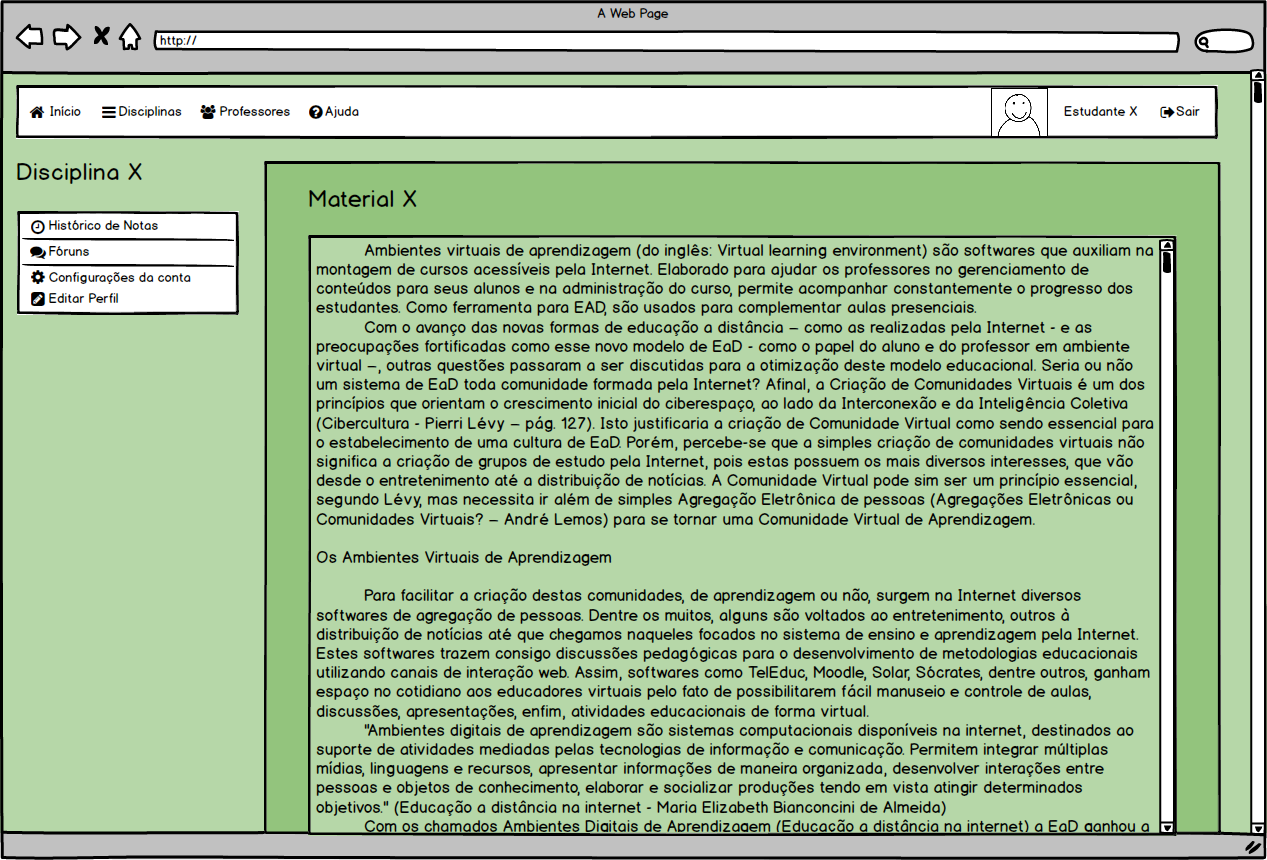 A Web Page
http://
Início Disciplinas Professores Ajuda Estudante X Sair
Disciplina X
Histórico de Notas
Fóruns
Configurações da conta
Editar Perfil
Material X
Ambientes virtuais de aprendizagem (do inglês: Virtual learning environment) são softwares que auxiliam na
montagem de cursos acessíveis pela Internet. Elaborado para ajudar os professores no gerenciamento de
conteúdos para seus alunos e na administração do curso, permite acompanhar constantemente o progresso dos
estudantes. Como ferramenta para EAD, são usados para complementar aulas presenciais.
Com o avanço das novas formas de educação a distância – como as realizadas pela Internet - e as
preocupações fortificadas como esse novo modelo de EaD - como o papel do aluno e do professor em ambiente
virtual –, outras questões passaram a ser discutidas para a otimização deste modelo educacional. Seria ou não
um sistema de EaD toda comunidade formada pela Internet? Afinal, a Criação de Comunidades Virtuais é um dos
princípios que orientam o crescimento inicial do ciberespaço, ao lado da Interconexão e da Inteligência Coletiva
(Cibercultura - Pierri Lévy – pág. 127). Isto justificaria a criação de Comunidade Virtual como sendo essencial para
o estabelecimento de uma cultura de EaD. Porém, percebe-se que a simples criação de comunidades virtuais não
significa a criação de grupos de estudo pela Internet, pois estas possuem os mais diversos interesses, que vão
desde o entretenimento até a distribuição de notícias. A Comunidade Virtual pode sim ser um princípio essencial,
segundo Lévy, mas necessita ir além de simples Agregação Eletrônica de pessoas (Agregações Eletrônicas ou
Comunidades Virtuais? – André Lemos) para se tornar uma Comunidade Virtual de Aprendizagem.
Os Ambientes Virtuais de Aprendizagem
Para facilitar a criação destas comunidades, de aprendizagem ou não, surgem na Internet diversos
softwares de agregação de pessoas. Dentre os muitos, alguns são voltados ao entretenimento, outros à
distribuição de notícias até que chegamos naqueles focados no sistema de ensino e aprendizagem pela Internet.
Estes softwares trazem consigo discussões pedagógicas para o desenvolvimento de metodologias educacionais
utilizando canais de interação web. Assim, softwares como TelEduc, Moodle, Solar, Sócrates, dentre outros, ganham
espaço no cotidiano aos educadores virtuais pelo fato de possibilitarem fácil manuseio e controle de aulas,
discussões, apresentações, enfim, atividades educacionais de forma virtual.
"Ambientes digitais de aprendizagem são sistemas computacionais disponíveis na internet, destinados ao
suporte de atividades mediadas pelas tecnologias de informação e comunicação. Permitem integrar múltiplas
mídias, linguagens e recursos, apresentar informações de maneira organizada, desenvolver interações entre
pessoas e objetos de conhecimento, elaborar e socializar produções tendo em vista atingir determinados
objetivos." (Educação a distância na internet - Maria Elizabeth Bianconcini de Almeida)
Com os chamados Ambientes Digitais de Aprendizagem (Educação a distância na internet) a EaD ganhou a